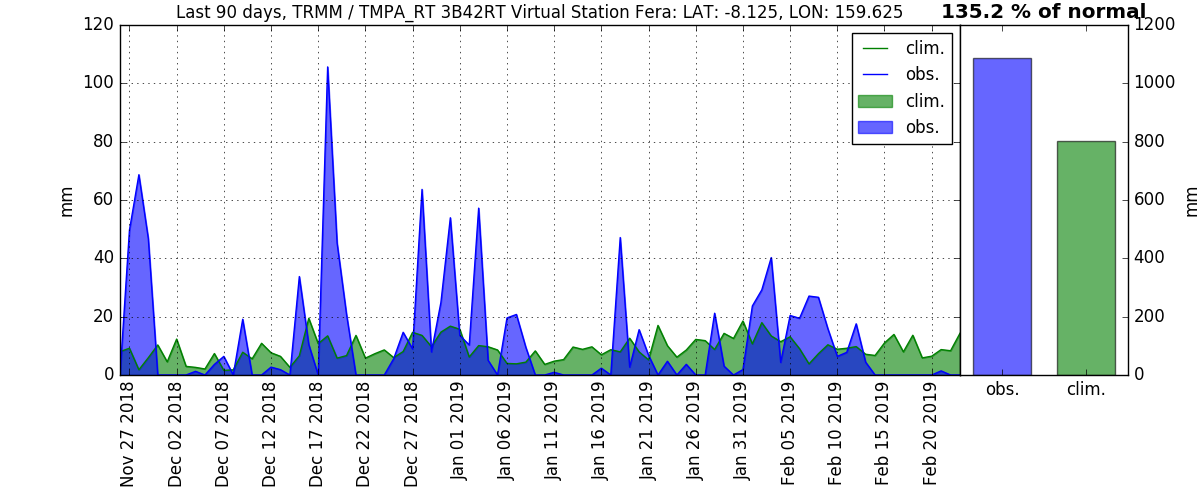 Last 90 days, TRMM / TMPA_RT 3B42RT Virtual Station Fera: LAT: -8.125, LON: 159.625
135.2 % of normal
120
100
80
60
40
20
0
mm
clim.
obs.
clim.
obs.
Nov 27 2018
Dec 02 2018
Dec 07 2018
Dec 12 2018
Dec 17 2018
Dec 22 2018
Dec 27 2018
Jan 01 2019
Jan 06 2019
Jan 11 2019
Jan 16 2019
Jan 21 2019
Jan 26 2019
Jan 31 2019
Feb 05 2019
Feb 10 2019
Feb 15 2019
Feb 20 2019
1200
1000
800
600
400
200
0
mm
obs.
clim.